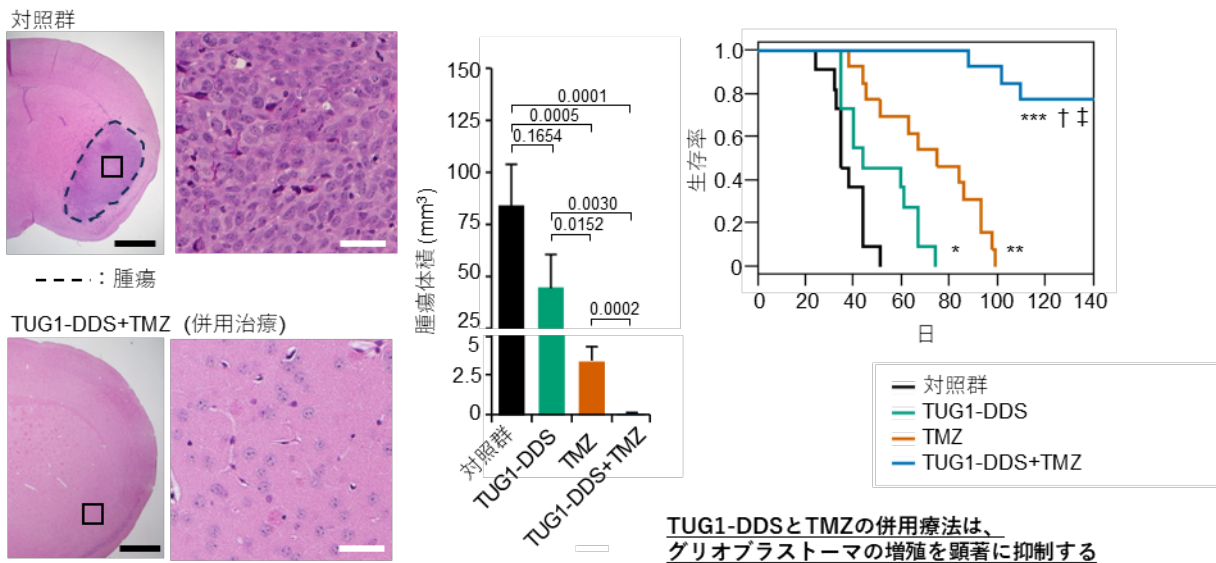 対照群
：腫瘍
TUG1-DDS+TMZ (併用治療)
腫瘍体積 (mm³)
150
125
100
75
50
25
5
2.5
0
0.0001
0.0005
0.1654
0.0030
0.0152
0.0002
対照群
TUG1-DDS
TMZ
TUG1-DDS+TMZ
生存率
1.0
0.8
0.6
0.4
0.2
0
*** † ‡
*
**
0 20 40 60 80 100 120 140
日
対照群
TUG1-DDS
TMZ
TUG1-DDS+TMZ
TUG1-DDSとTMZの併用療法は、
グリオブラストーマの増殖を顕著に抑制する